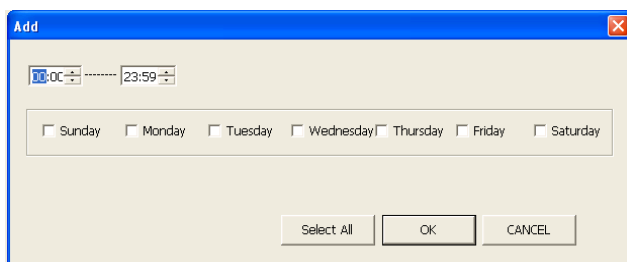 Add
00:00 -------- 23:59
Sunday Monday Tuesday Wednesday Thursday Friday Saturday
Select All OK CANCEL